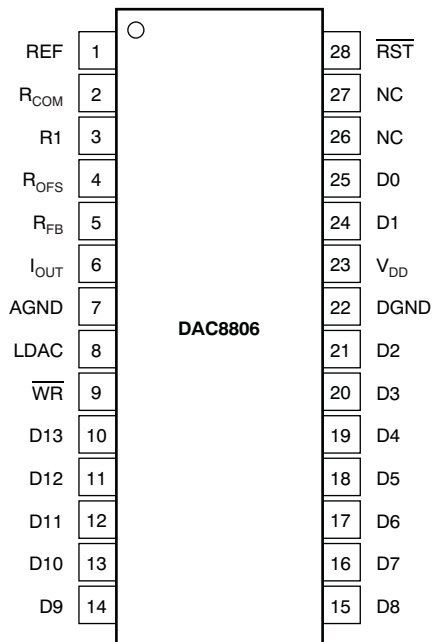 REF 1 28 RST
R_COM 2 27 NC
R1 3 26 NC
R_OFS 4 25 D0
R_FB 5 24 D1
I_OUT 6 23 V_DD
AGND 7 22 DGND
DAC8806
LDAC 8 21 D2
WR 9 20 D3
D13 10 19 D4
D12 11 18 D5
D11 12 17 D6
D10 13 16 D7
D9 14 15 D8